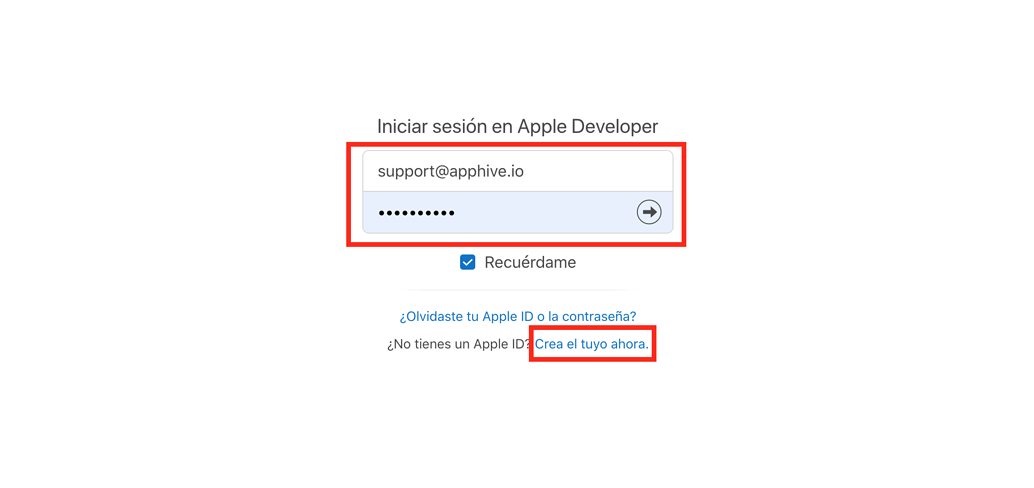 Iniciar sesión en Apple Developer
support@apphive.io
••••••••••
Recuérdame
¿Olvidaste tu Apple ID o la contraseña?
¿No tienes un Apple ID? Crea el tuyo ahora.